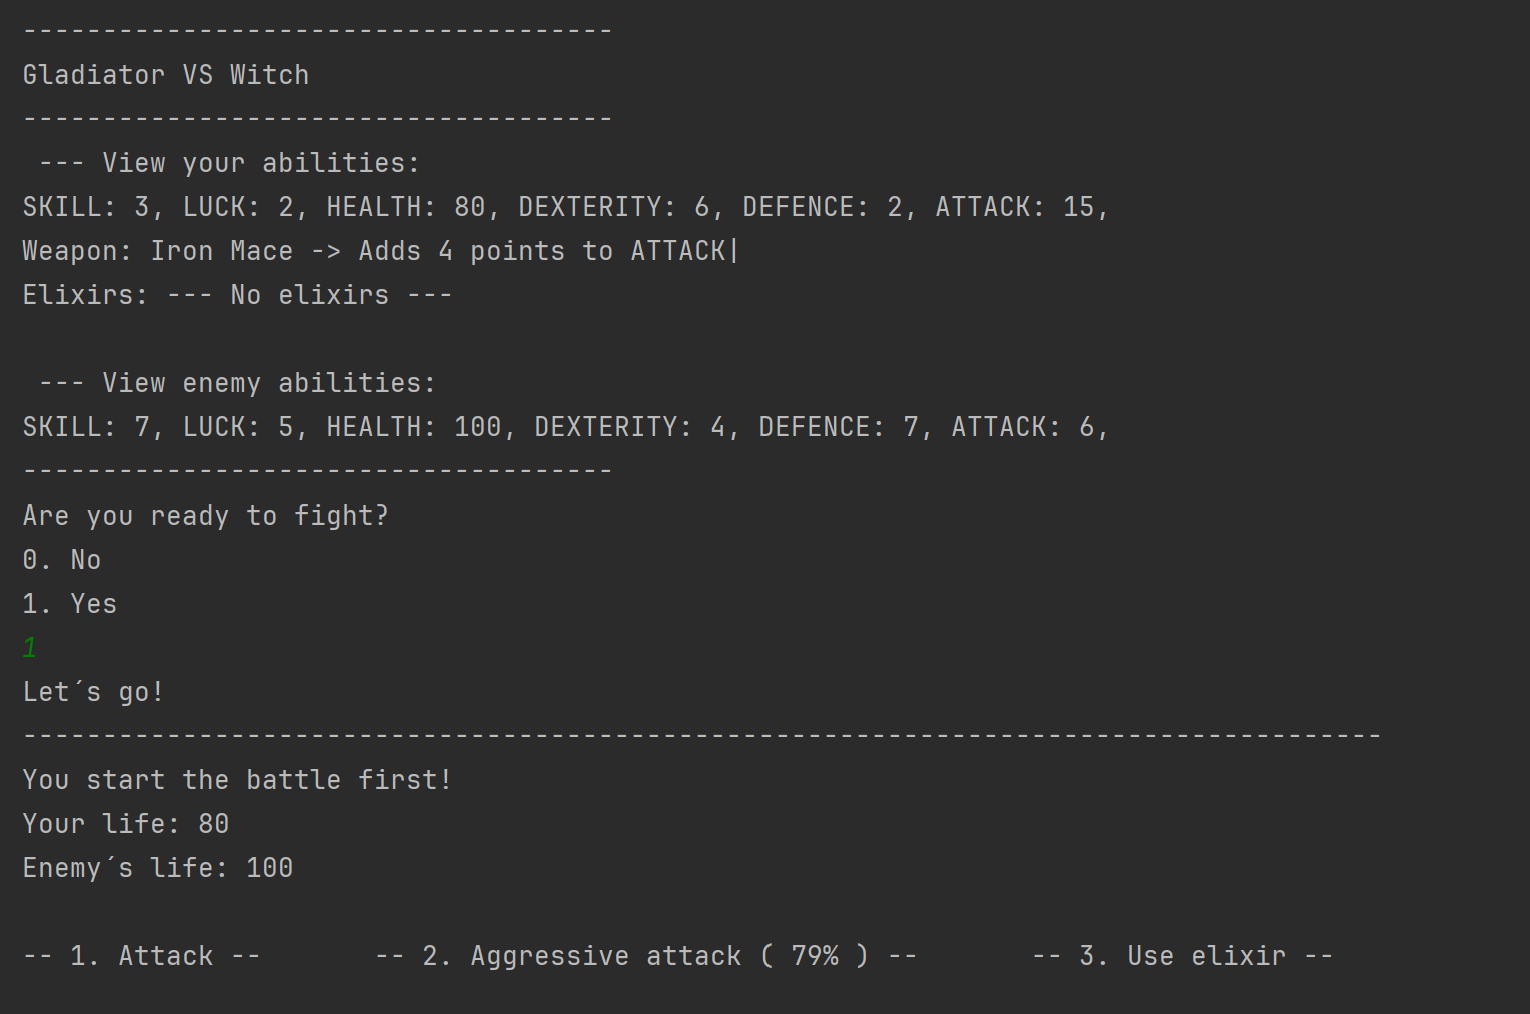 -------------------------------------
Gladiator VS Witch
-------------------------------------
 --- View your abilities:
SKILL: 3, LUCK: 2, HEALTH: 80, DEXTERITY: 6, DEFENCE: 2, ATTACK: 15,
Weapon: Iron Mace -> Adds 4 points to ATTACK|
Elixirs: --- No elixirs ---
 --- View enemy abilities:
SKILL: 7, LUCK: 5, HEALTH: 100, DEXTERITY: 4, DEFENCE: 7, ATTACK: 6,
-------------------------------------
Are you ready to fight?
0. No
1. Yes
1
Let´s go!
-------------------------------------------------------------------------------------
You start the battle first!
Your life: 80
Enemy´s life: 100
-- 1. Attack --       -- 2. Aggressive attack ( 79% ) --       -- 3. Use elixir --